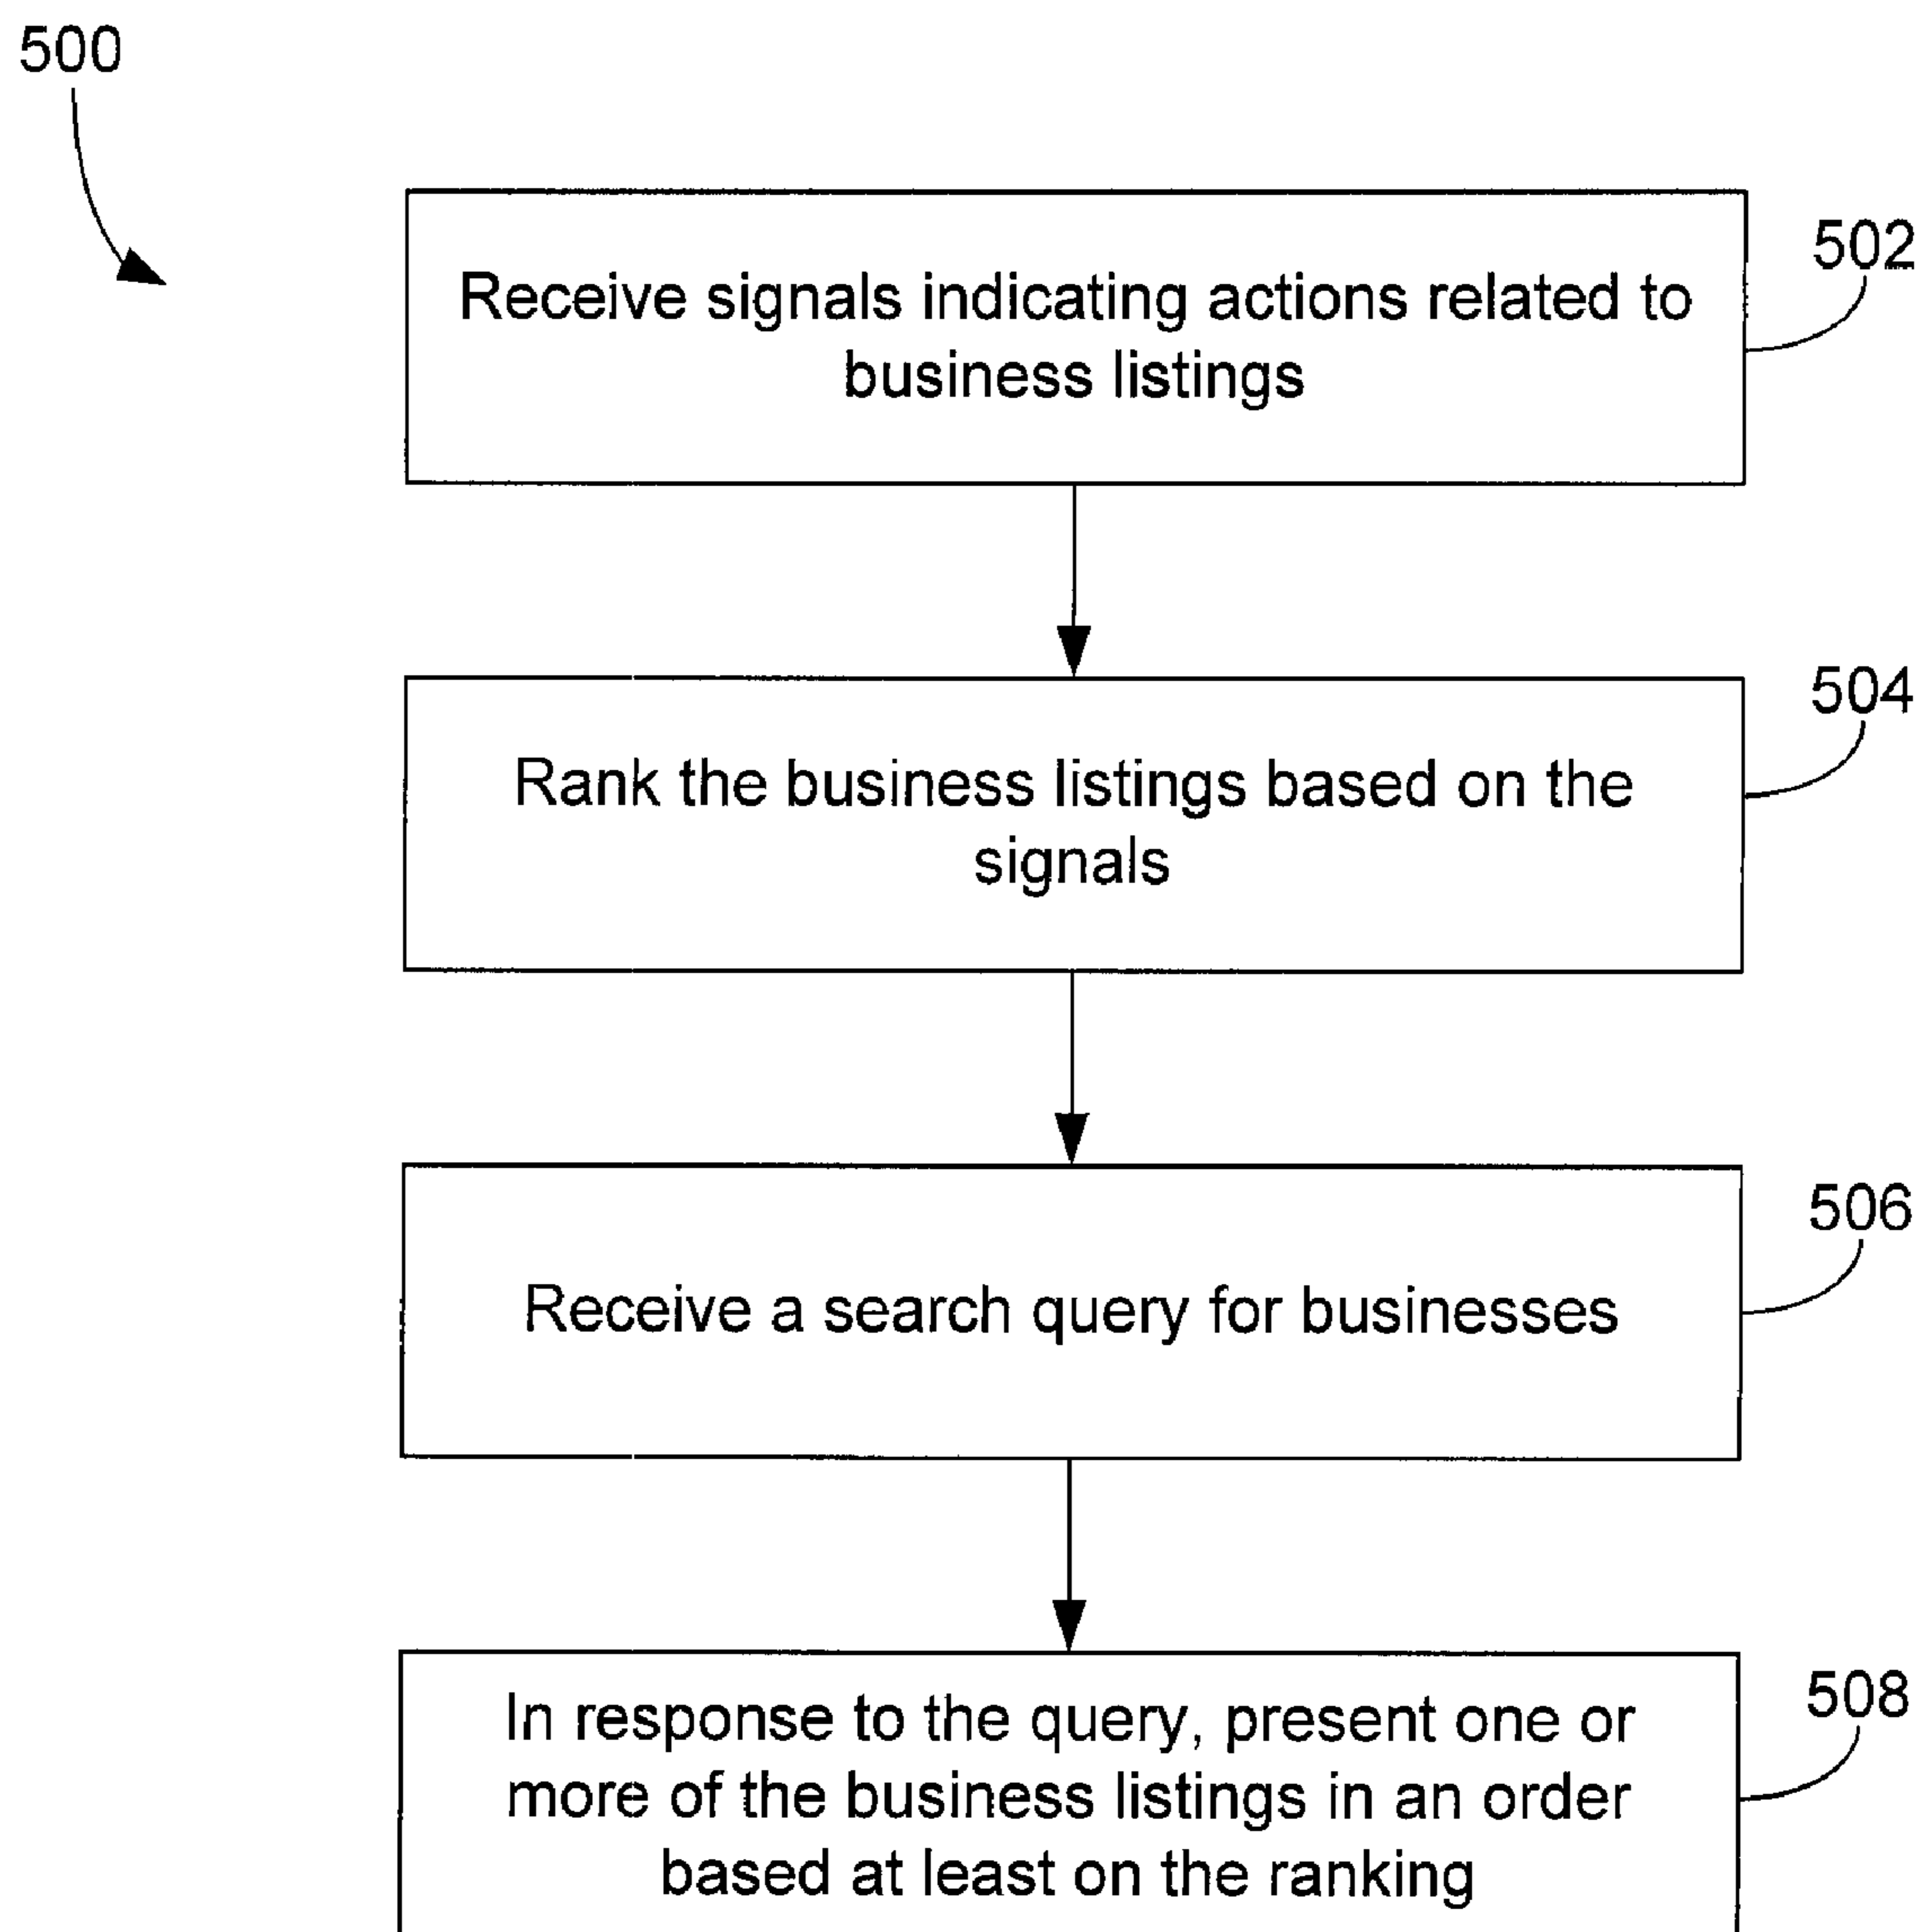 500
502
Receive signals indicating actions related to
business listings
504
Rank the business listings based on the
signals
506
Receive a search query for businesses
508
In response to the query, present one or
more of the business listings in an order
based at least on the ranking